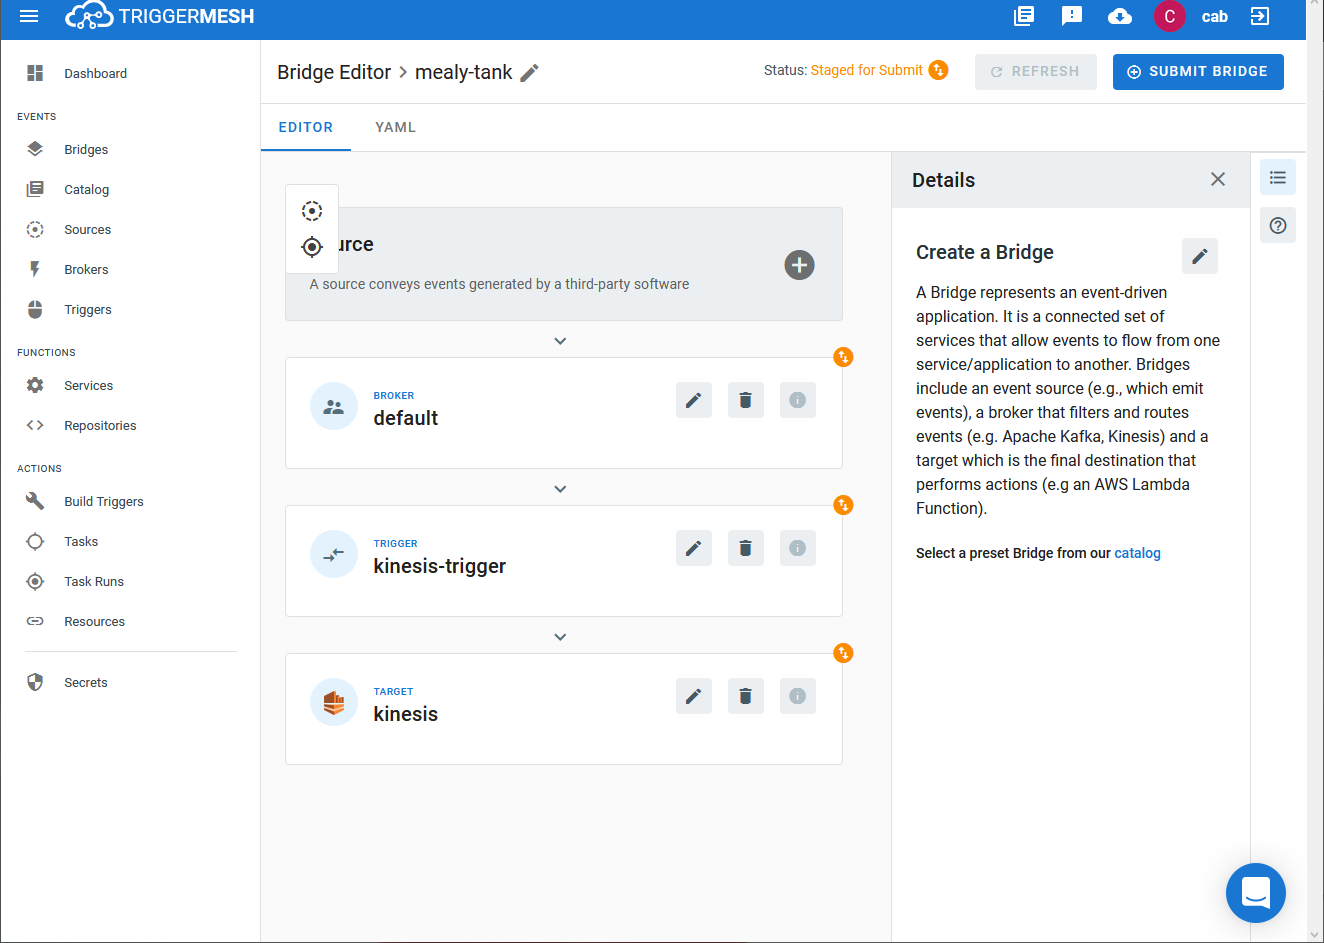 TRIGGERMESH
C
cab
Dashboard
EVENTS
Bridges
Catalog
Sources
Brokers
Triggers
FUNCTIONS
Services
Repositories
ACTIONS
Build Triggers
Tasks
Task Runs
Resources
Secrets
Bridge Editor > mealy-tank
Status: Staged for Submit
REFRESH
SUBMIT BRIDGE
EDITOR
YAML
urce
A source conveys events generated by a third-party software
BROKER
default
TRIGGER
kinesis-trigger
TARGET
kinesis
Details
Create a Bridge
A Bridge represents an event-driven
application. It is a connected set of
services that allow events to flow from one
service/application to another. Bridges
include an event source (e.g., which emit
events), a broker that filters and routes
events (e.g. Apache Kafka, Kinesis) and a
target which is the final destination that
performs actions (e.g an AWS Lambda
Function).
Select a preset Bridge from our catalog